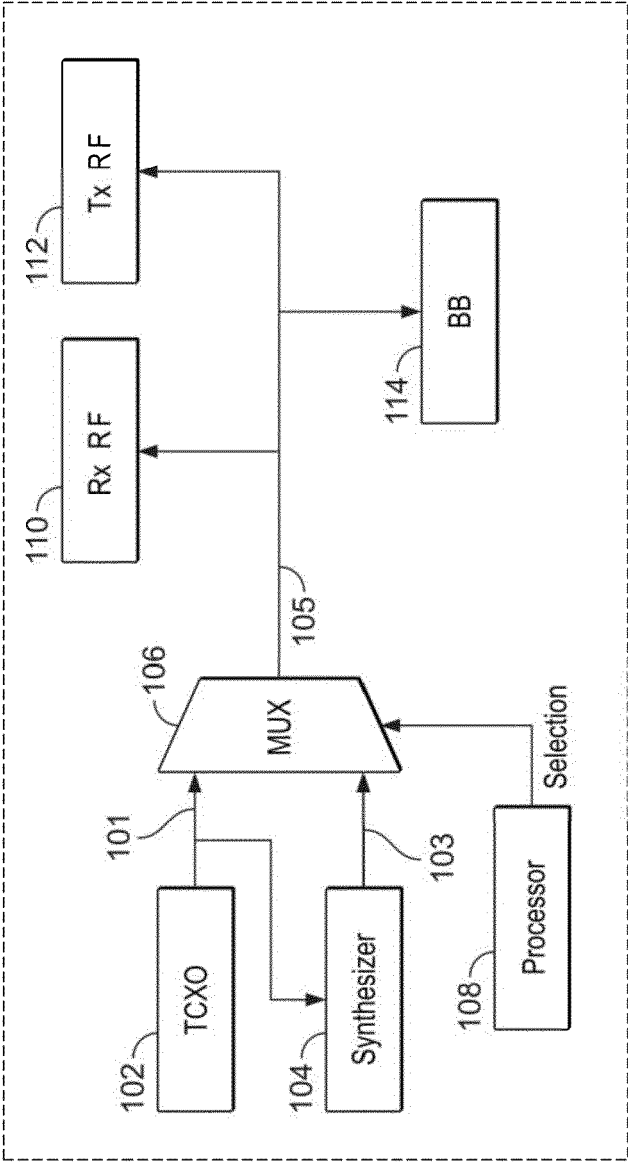 112
Tx RF
110
Rx RF
114
BB
105
106
MUX
101
103
Selection
102
TCXO
104
Synthesizer
108
Processor